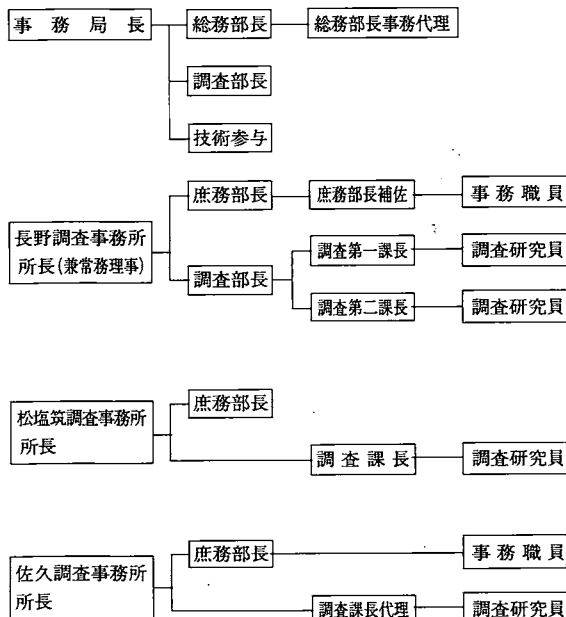 事務局長
総務部長
総務部長事務代理
調査部長
技術参与
庶務部長
庶務部長補佐
事務職員
長野調査事務所
所長(兼常務理事)
調査第一課長
調査研究員
調査部長
調査第二課長
調査研究員
庶務部長
松塩筑調査事務所
所長
調査課長
調査研究員
庶務部長
事務職員
佐久調査事務所
所長
調査課長代理
調査研究員